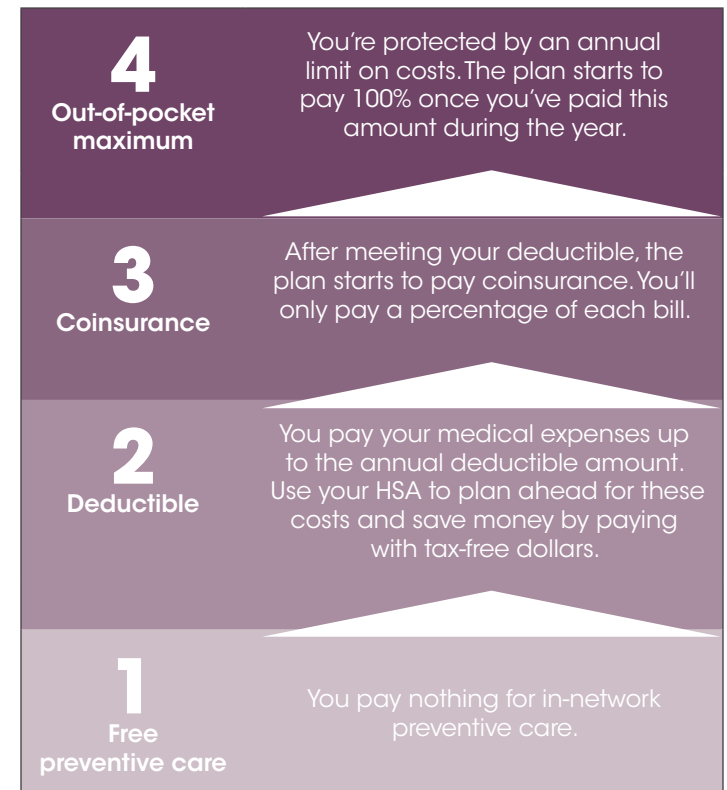 4
Out-of-pocket
maximum
You're protected by an annual
limit on costs. The plan starts to
pay 100% once you've paid this
amount during the year.
3
Coinsurance
After meeting your deductible, the
plan starts to pay coinsurance. You'll
only pay a percentage of each bill.
2
Deductible
You pay your medical expenses up
to the annual deductible amount.
Use your HSA to plan ahead for these
costs and save money by paying
with tax-free dollars.
1
Free
preventive care
You pay nothing for in-network
preventive care.